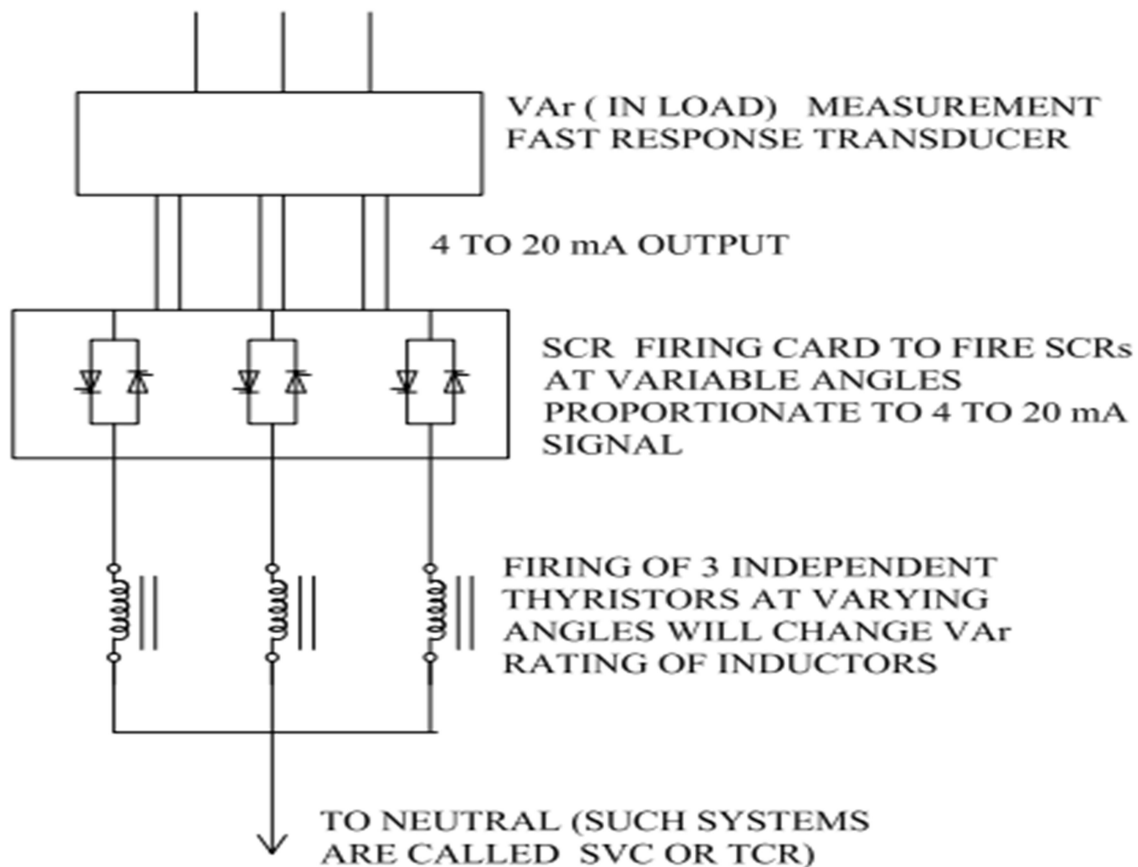 VAr ( IN LOAD) MEASUREMENT
FAST RESPONSE TRANSDUCER
4 TO 20 mA OUTPUT
SCR FIRING CARD TO FIRE SCRs
AT VARIABLE ANGLES
PROPORTIONATE TO 4 TO 20 mA
SIGNAL
FIRING OF 3 INDEPENDENT
THYRISTORS AT VARYING
ANGLES WILL CHANGE VAr
RATING OF INDUCTORS
TO NEUTRAL (SUCH SYSTEMS
ARE CALLED SVC OR TCR)